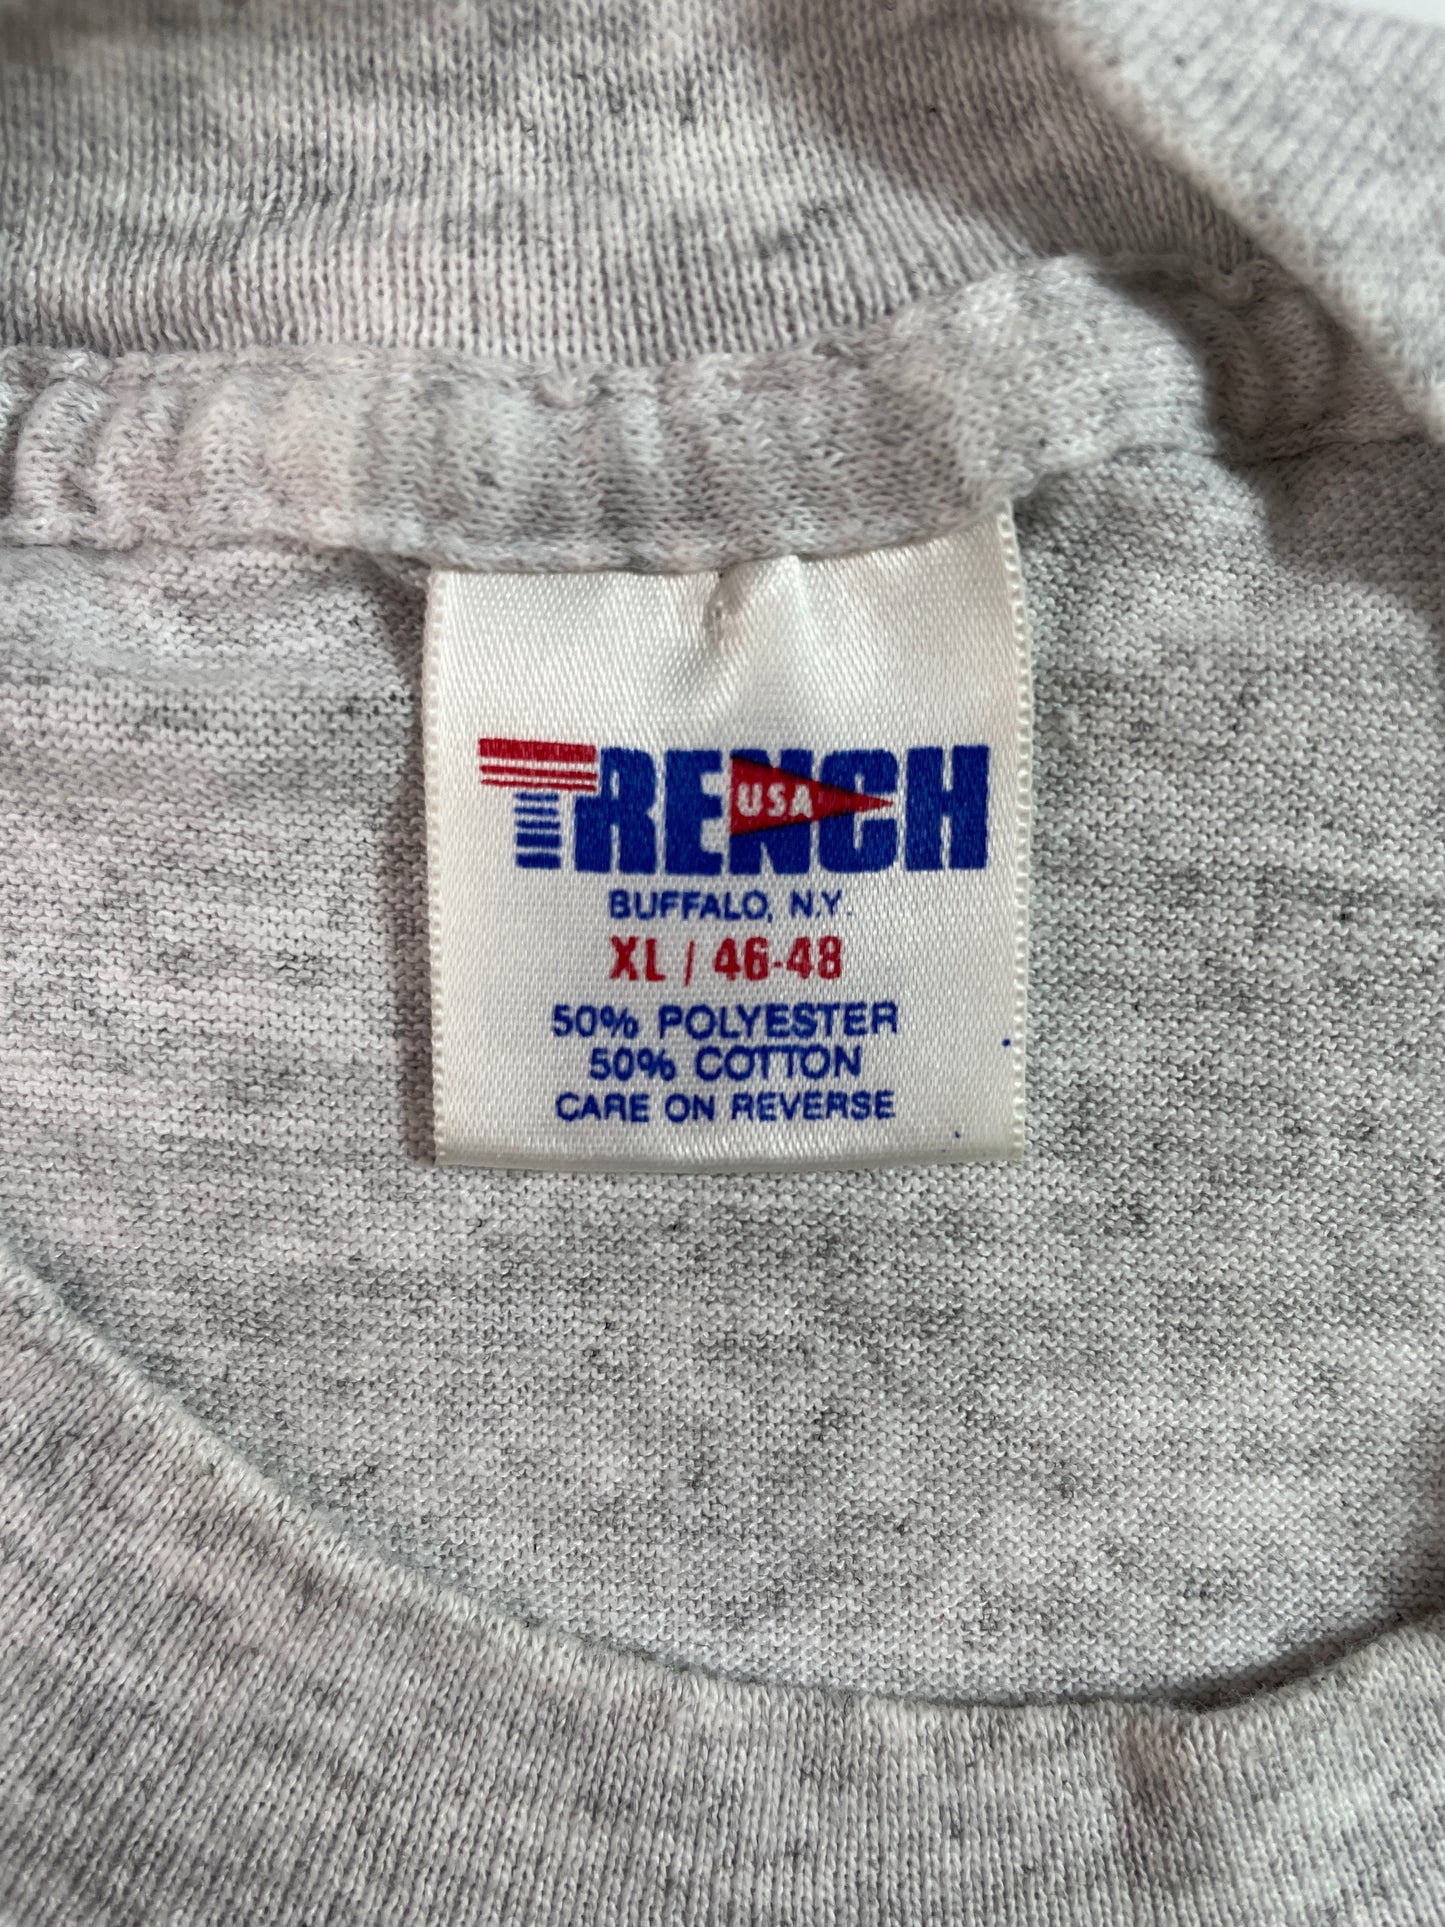 TRENCH
USA
BUFFALO, N.Y.
XL / 46-48
50% POLYESTER
50% COTTON
CARE ON REVERSE